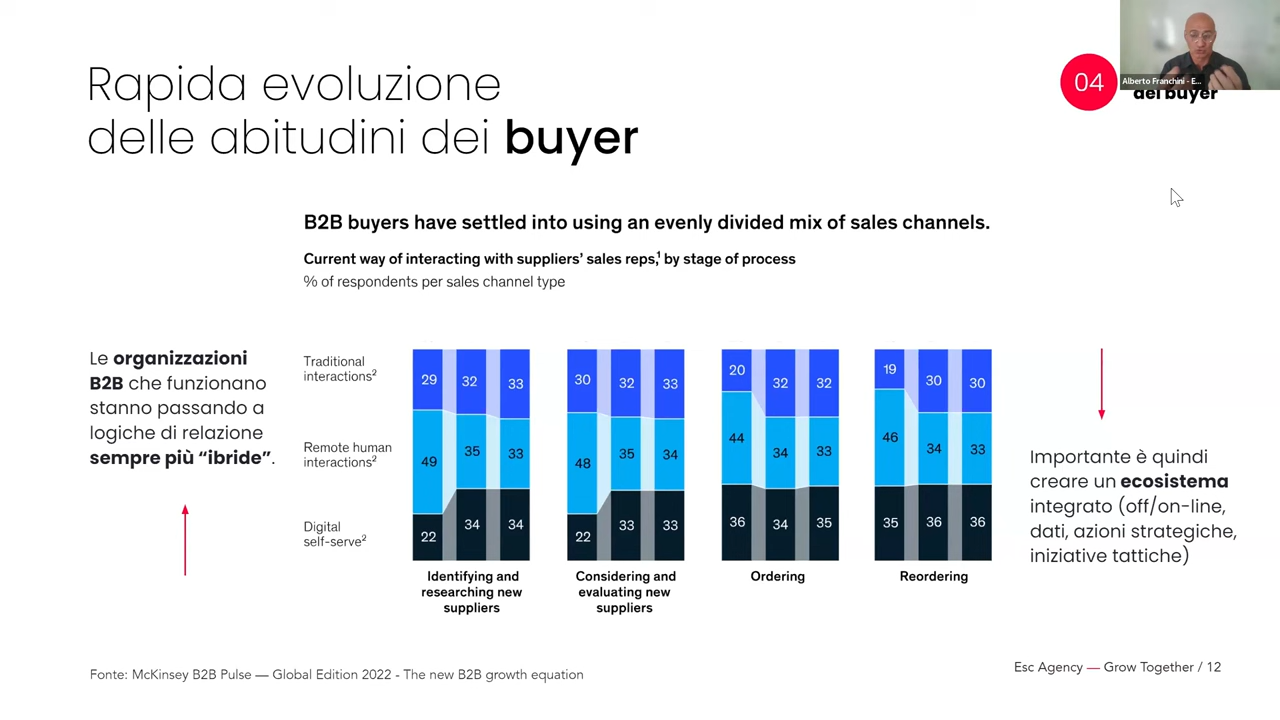 Rapida evoluzione
delle abitudini dei buyer
04
Alberto Franchini - E...
dei buyer
B2B buyers have settled into using an evenly divided mix of sales channels.
Current way of interacting with suppliers’ sales reps,¹ by stage of process
% of respondents per sales channel type
Le organizzazioni
B2B che funzionano
stanno passando a
logiche di relazione
sempre più “ibride”.
Traditional
interactions²
29 32 33 30 32 33 20 32 32 19 30 30
Remote human
interactions²
49 35 33 48 35 34 44 34 33 46 34 33
Digital
self-serve²
22 34 34 22 33 33 36 34 35 35 36 36
Identifying and
researching new
suppliers
Considering and
evaluating new
suppliers
Ordering
Reordering
Importante è quindi
creare un ecosistema
integrato (off/on-line,
dati, azioni strategiche,
iniziative tattiche)
Fonte: McKinsey B2B Pulse — Global Edition 2022 - The new B2B growth equation
Esc Agency — Grow Together / 12